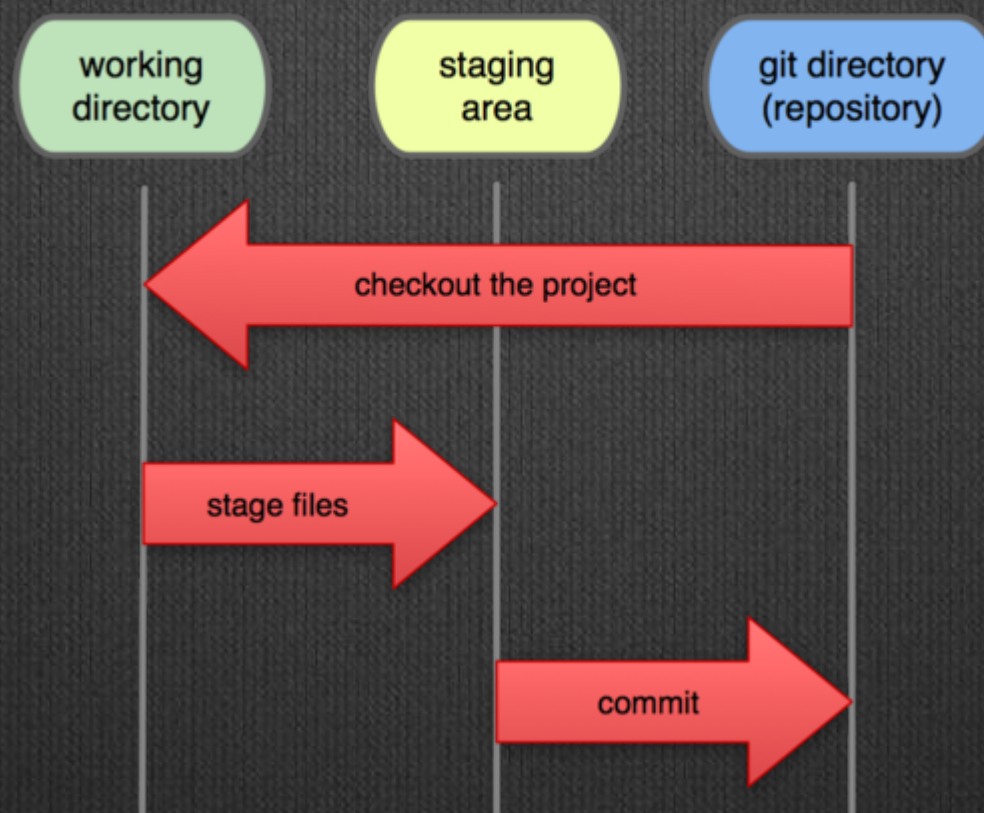 working
directory
staging
area
git directory
(repository)
checkout the project
stage files
commit